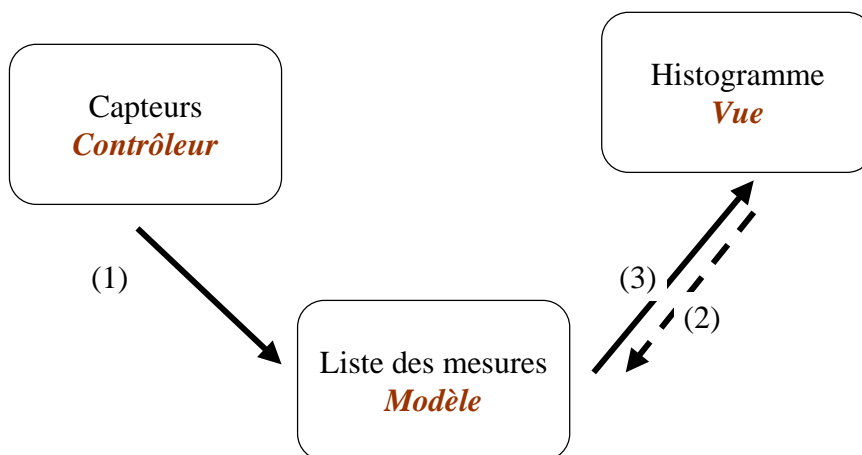 Capteurs
Contrôleur
Histogramme
Vue
(1)
(3)
(2)
Liste des mesures
Modèle